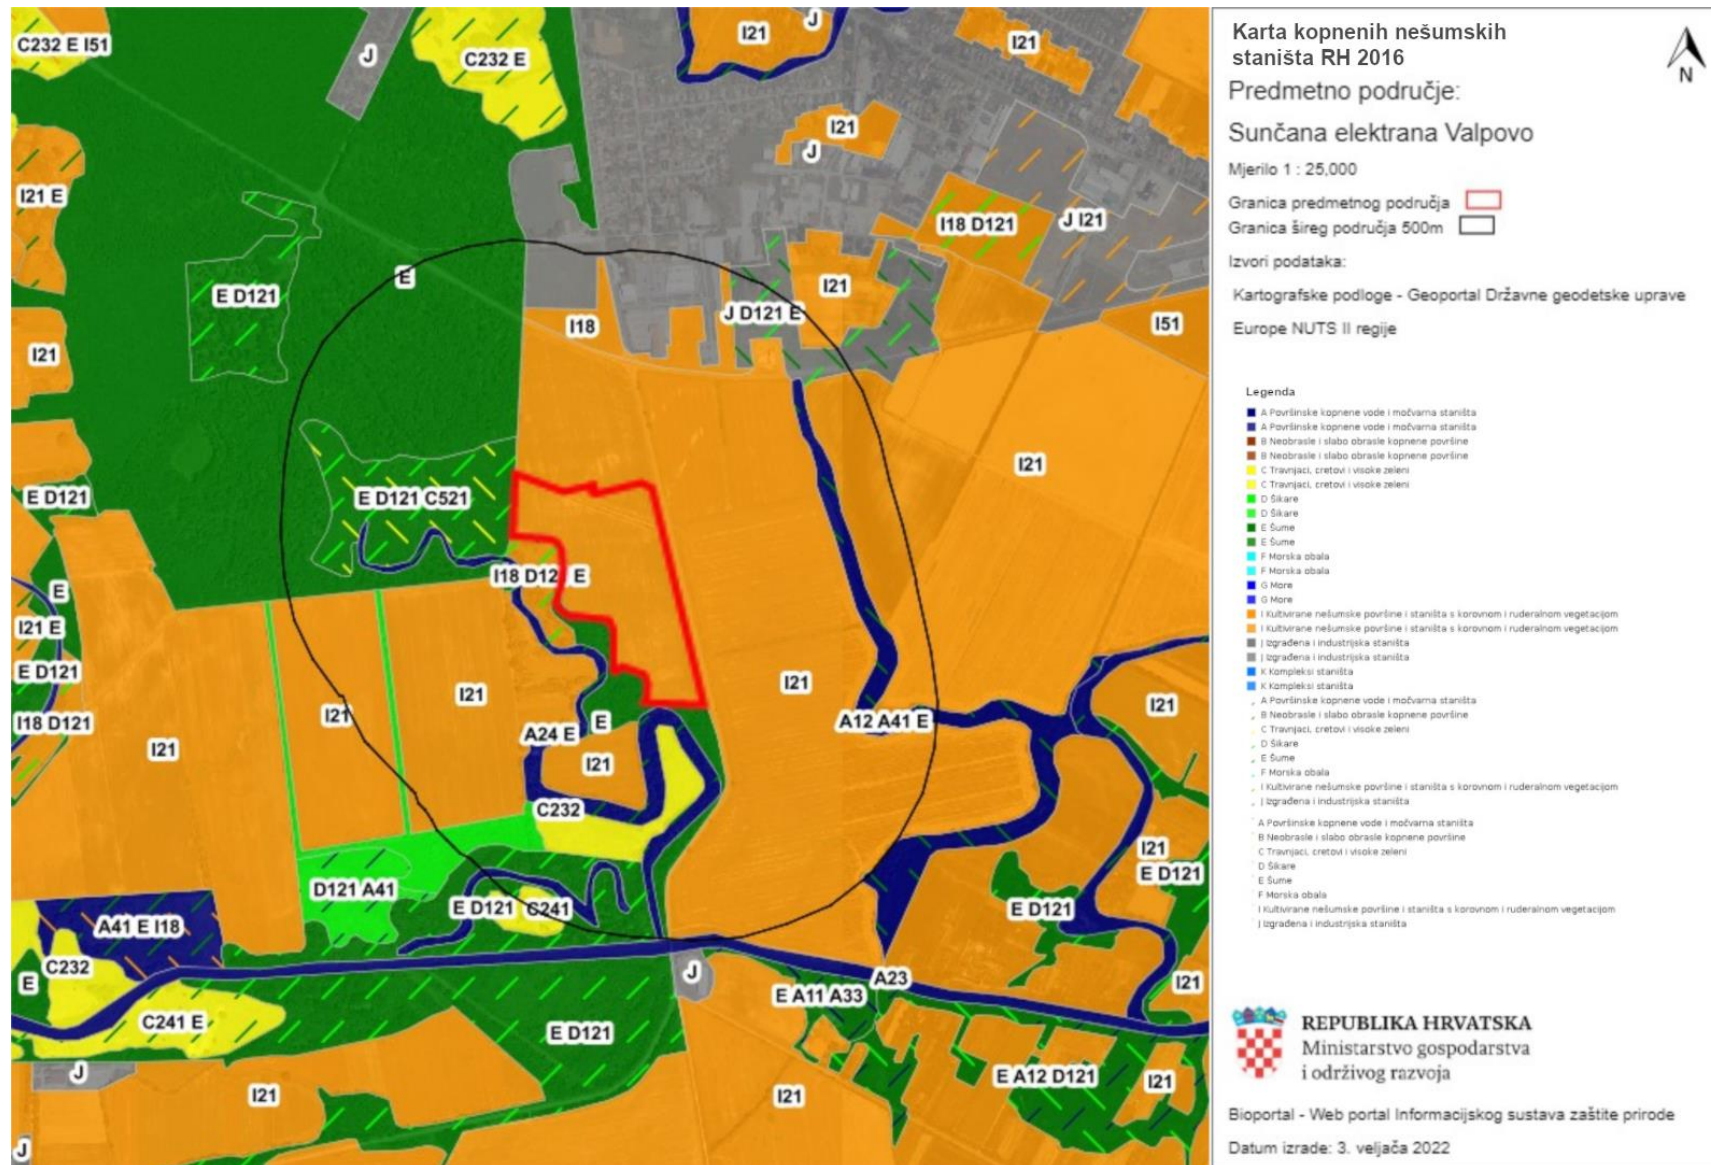 C232 E I51
J
C232 E
I21
J
I21
I21
J
I21 E
I18 D121
J I21
E
E D121
I21
J D121 E
I18
I51
I21
E D121
E D121 C521
I21
E
I18 D12 E
I21 E
E D121
I21
I21
I21
I21
I18 D121
I21
A24 E
E
A12 A41 E
I21
C232
I21
D121 A41
E D121
E D121
C241
E D121
A41 E I18
C232
E
J
A23
I21
E A11 A33
C241 E
E D121
J
I21
I21
E A12 D121
I21
J
Karta kopnenih nešumskih
staništa RH 2016
N
Predmetno područje:
Sunčana elektrana Valpovo
Mjerilo 1 : 25,000
Granica predmetnog područja
Granica šireg područja 500m
Izvori podataka:
Kartografske podloge - Geoportal Državne geodetske uprave
Europe NUTS II regije
Legenda
A Površinske kopnene vode i močvarna staništa
A Površinske kopnene vode i močvarna staništa
B Neobrasle i slabo obrasle kopnene površine
B Neobrasle i slabo obrasle kopnene površine
C Travnjaci, cretovi i visoke zeleni
C Travnjaci, cretovi i visoke zeleni
D Šikare
D Šikare
E Šume
E Šume
F Morska obala
F Morska obala
G More
G More
I Kultivirane nešumske površine i staništa s korovnom i ruderalnom vegetacijom
I Kultivirane nešumske površine i staništa s korovnom i ruderalnom vegetacijom
J Izgrađena i industrijska staništa
J Izgrađena i industrijska staništa
K Kompleksi staništa
K Kompleksi staništa
A Površinske kopnene vode i močvarna staništa
B Neobrasle i slabo obrasle kopnene površine
C Travnjaci, cretovi i visoke zeleni
D Šikare
E Šume
F Morska obala
I Kultivirane nešumske površine i staništa s korovnom i ruderalnom vegetacijom
J Izgrađena i industrijska staništa
A Površinske kopnene vode i močvarna staništa
B Neobrasle i slabo obrasle kopnene površine
C Travnjaci, cretovi i visoke zeleni
D Šikare
E Šume
F Morska obala
I Kultivirane nešumske površine i staništa s korovnom i ruderalnom vegetacijom
J Izgrađena i industrijska staništa
REPUBLIKA HRVATSKA
Ministarstvo gospodarstva
i održivog razvoja
Bioportal - Web portal Informacijskog sustava zaštite prirode
Datum izrade: 3. veljača 2022